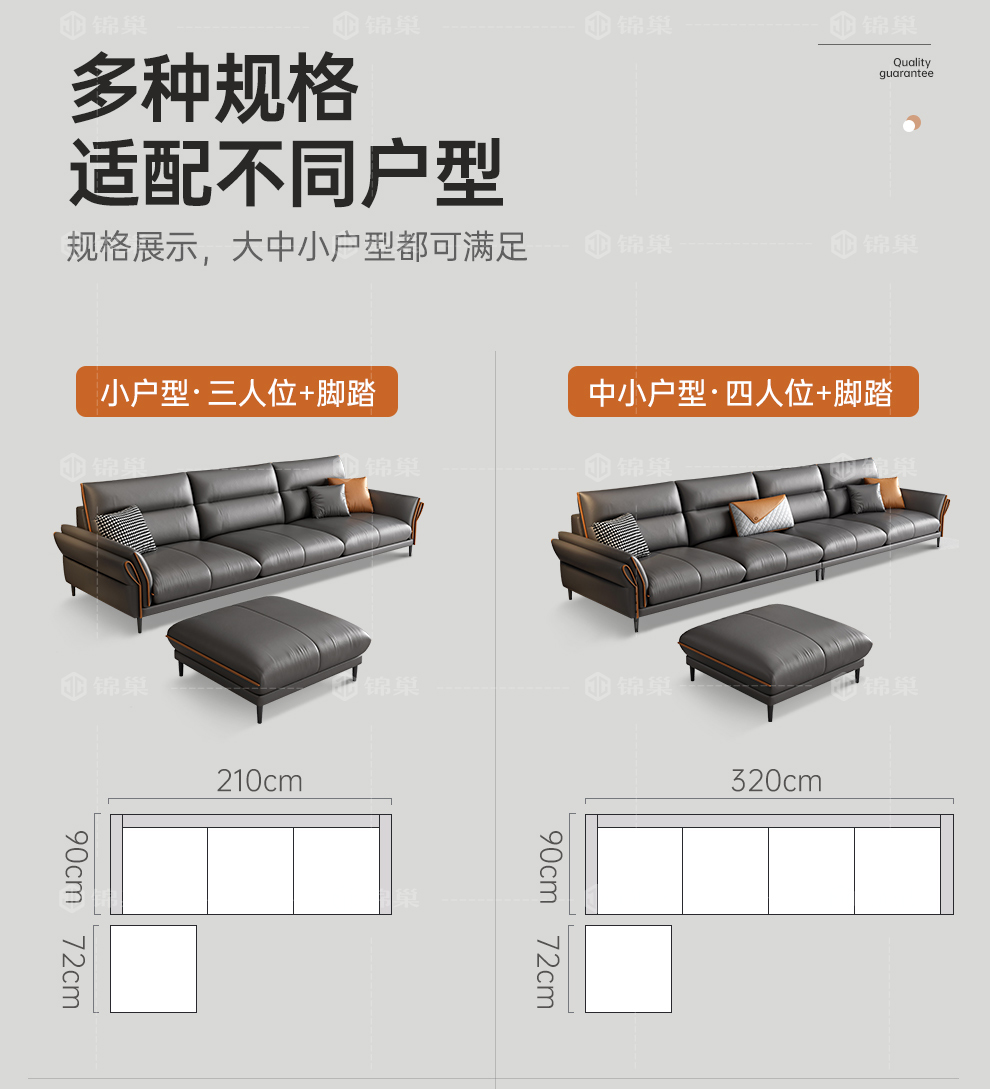 多种规格
适配不同户型
规格展示，大中小户型都可满足
Quality
guarantee
小户型·三人位+脚踏
中小户型·四人位+脚踏
210cm
90cm
72cm
320cm
90cm
72cm
锦巢